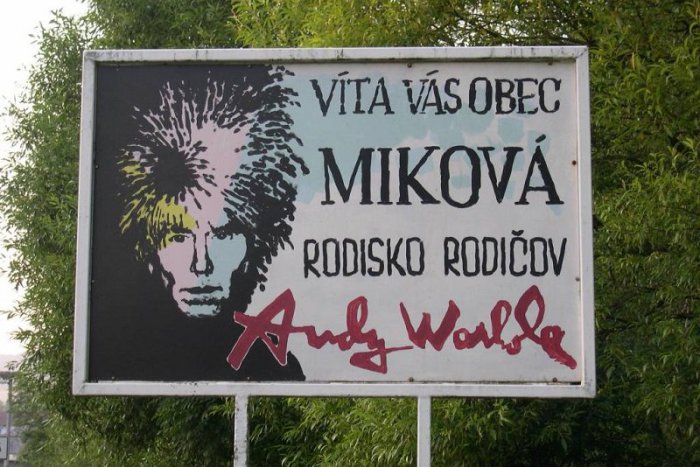 VÍTA VÁS OBEC
MIKOVÁ
RODISKO RODIČOV
Andy Warhola